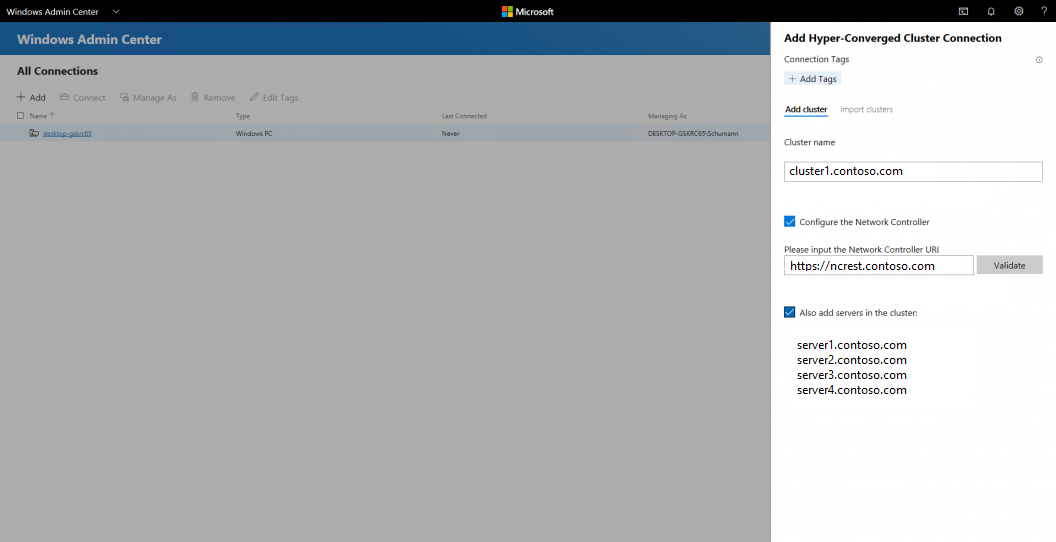 Windows Admin Center
Microsoft
?
Windows Admin Center
All Connections
Add Connect Manage As Remove Edit Tags
Name Type Last Connected Managing As
desktop-gskrc65 Windows PC Never DESKTOP-GSKRC65\Schumann
Add Hyper-Converged Cluster Connection
Connection Tags
+ Add Tags
Add cluster Import clusters
Cluster name
cluster1.contoso.com
Configure the Network Controller
Please input the Network Controller URI
https://ncrest.contoso.com Validate
Also add servers in the cluster:
server1.contoso.com
server2.contoso.com
server3.contoso.com
server4.contoso.com